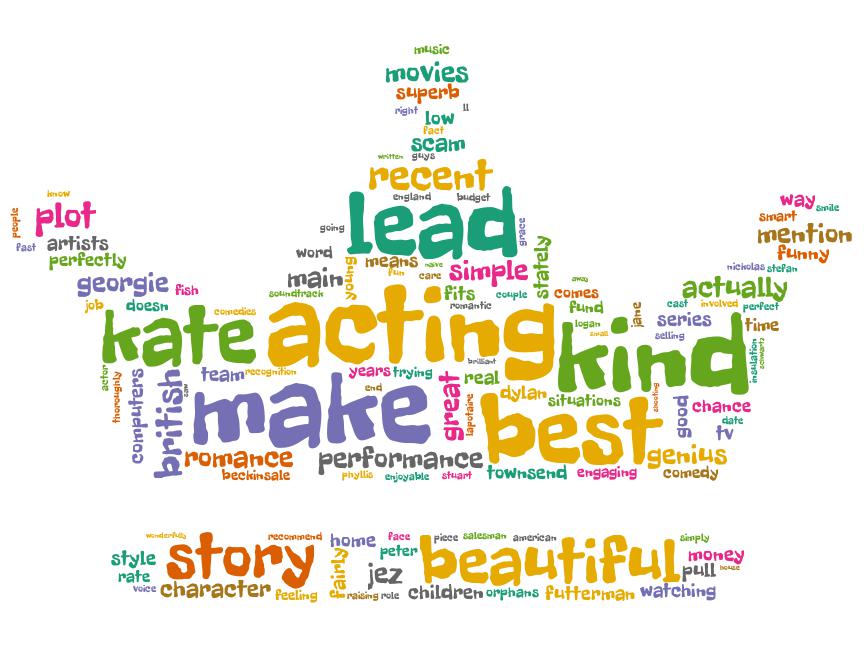 music
movies
superb
right
ll
low
fact
scam
written guys
recent
know
england budget
way
smile
people
plot
lead
grace
smart
going
mention
fast
artists
word
young
means
naive
stately
funny
perfectly
fun
care
simple
nicholas stefan
main
away
georgie
fish
soundtrack
fits
couple
comes
actually
job
doesn
comedies
romantic
fund
jane
cast
involved
perfect
kate
acting
logan
kind
series
time
small
selling
insulation
schwartz
actor
thoroughly
computers
british
saw
team
recognition
years
trying
brilliant
great
real
end
dylan
situations
shooting
make
lapotaire
best
good
chance
date
tv
romance
performance
genius
beckinsale
phyllis
enjoyable
stuart
townsend
engaging
comedy
wonderfully
recommend
home
face
piece
salesman
american
simply
style
story
fairly
peter
beautiful
money
rate
jez
pull
house
voice
character
feeling
raising
role
children
orphans
futterman
watching